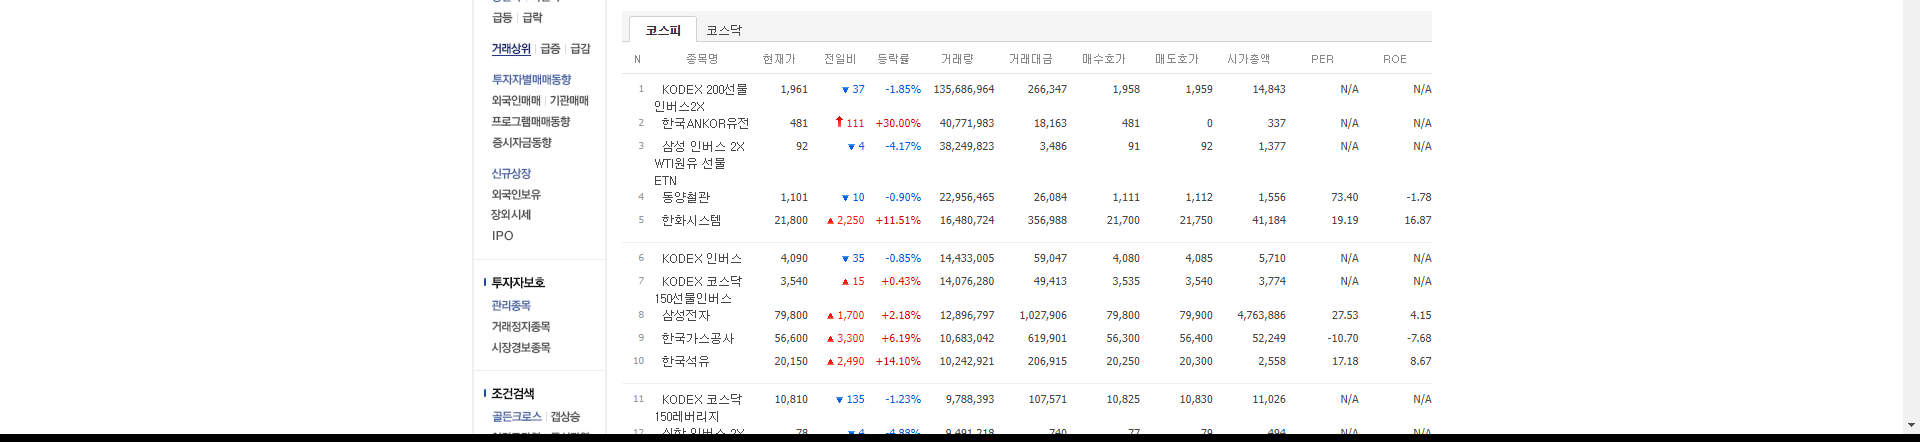 급등 | 급락
거래상위 | 급증 | 급감
투자자별매매동향
외국인매매 | 기관매매
프로그램매매동향
증시자금동향
신규상장
외국인보유
장외시세
IPO
투자자보호
관리종목
거래정지종목
시장경보종목
조건검색
골든크로스 | 갭상승
코스피 코스닥
N 종목명 현재가 전일비 등락률 거래량 거래대금 매수호가 매도호가 시가총액 PER ROE
1 KODEX 200선물 1,961 ▼ 37 -1.85% 135,686,964 266,347 1,958 1,959 14,843 N/A N/A
인버스2X
2 한국ANKOR유전 481 ↑ 111 +30.00% 40,771,983 18,163 481 0 337 N/A N/A
3 삼성 인버스 2X 92 ▼ 4 -4.17% 38,249,823 3,486 91 92 1,377 N/A N/A
WTI원유 선물
ETN
4 동양철관 1,101 ▼ 10 -0.90% 22,956,465 26,084 1,111 1,112 1,556 73.40 -1.78
5 한화시스템 21,800 ▲ 2,250 +11.51% 16,480,724 356,988 21,700 21,750 41,184 19.19 16.87
6 KODEX 인버스 4,090 ▼ 35 -0.85% 14,433,005 59,047 4,080 4,085 5,710 N/A N/A
7 KODEX 코스닥 3,540 ▲ 15 +0.43% 14,076,280 49,413 3,535 3,540 3,774 N/A N/A
150선물인버스
8 삼성전자 79,800 ▲ 1,700 +2.18% 12,896,797 1,027,906 79,800 79,900 4,763,886 27.53 4.15
9 한국가스공사 56,600 ▲ 3,300 +6.19% 10,683,042 619,901 56,300 56,400 52,249 -10.70 -7.68
10 한국석유 20,150 ▲ 2,490 +14.10% 10,242,921 206,915 20,250 20,300 2,558 17.18 8.67
11 KODEX 코스닥 10,810 ▼ 135 -1.23% 9,788,393 107,571 10,825 10,830 11,026 N/A N/A
150레버리지
12 신한 인버스 2X 78 ▼ 4 -4.88% 9,491,218 740 77 79 494 N/A N/A